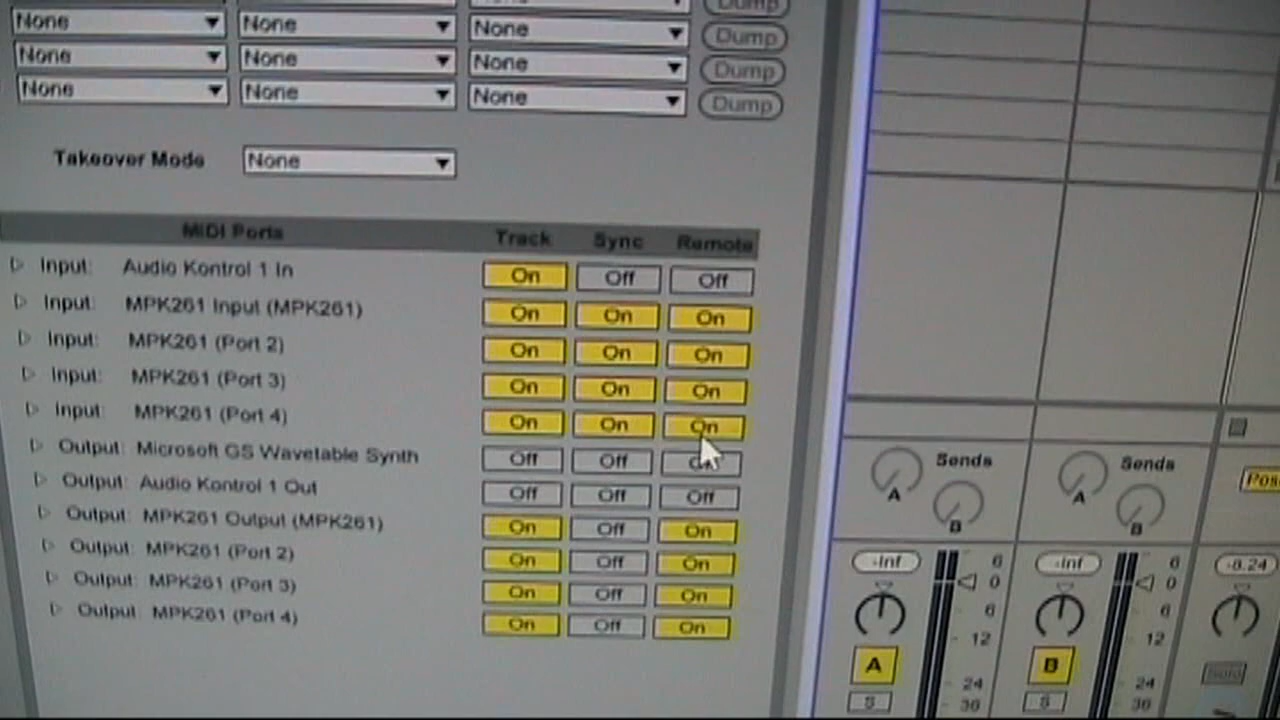 None None None Dump
None None None Dump
None None None Dump
Takeover Mode None
MIDI Ports Track Sync Remote
Input: Audio Kontrol 1 In On Off Off
Input: MPK261 Input (MPK261) On On On
Input: MPK261 (Port 2) On On On
Input: MPK261 (Port 3) On On On
Input: MPK261 (Port 4) On On On
Output: Microsoft GS Wavetable Synth Off Off
Output: Audio Kontrol 1 Out Off Off Off
Output: MPK261 Output (MPK261) On Off On
Output: MPK261 (Port 2) On Off On
Output: MPK261 (Port 3) On Off On
Output: MPK261 (Port 4) On Off On
Sends Sends
A A
B B
-Inf 6 -Inf 6 -8.24
0 0
6 6
12 12
A B Solo
24 24
S 36 S 36